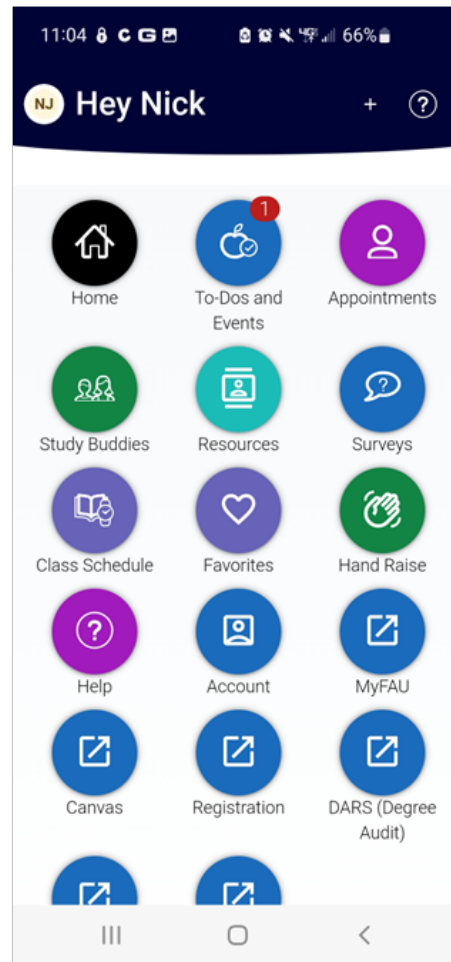 11:04
66%
NJ Hey Nick + ?
1
Home To-Dos and Events Appointments
Study Buddies Resources Surveys
Class Schedule Favorites Hand Raise
Help Account MyFAU
Canvas Registration DARS (Degree Audit)